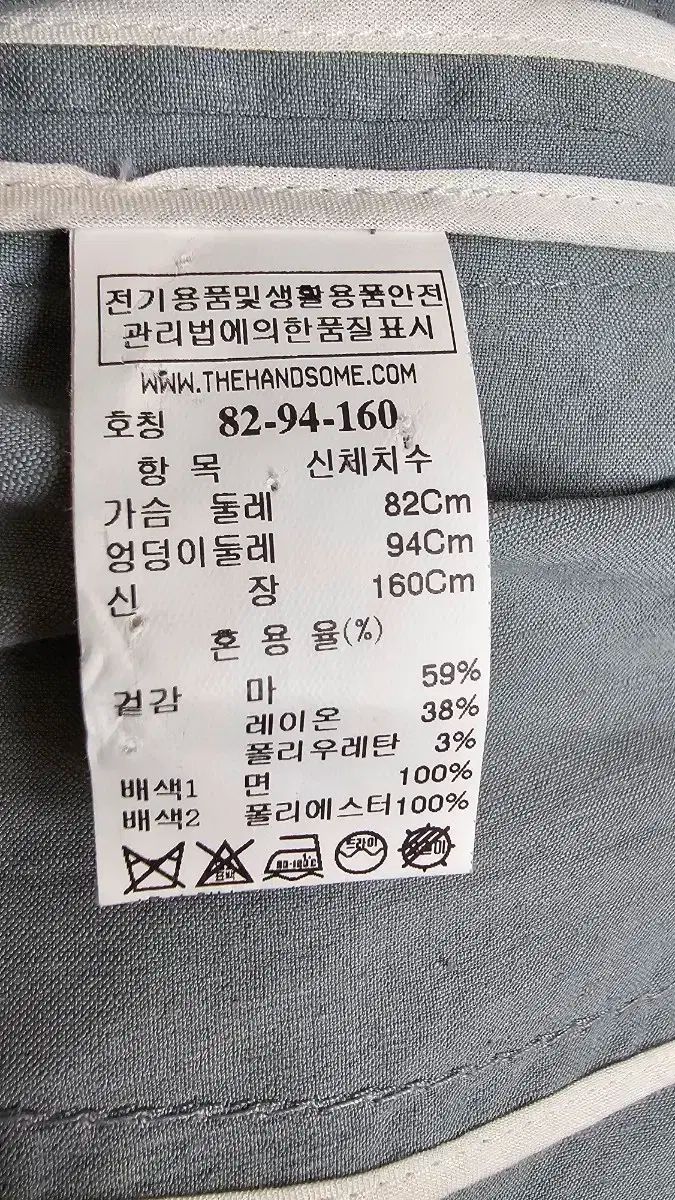 전기용품및생활용품안전
관리법에의한품질표시
WWW.THEHANDSOME.COM
호칭 82-94-160
항 목 신체치수
가슴 둘레 82Cm
엉덩이둘레 94Cm
신 장 160Cm
혼 용 율(%)
겉감 마 59%
레이온 38%
폴리우레탄 3%
배색1 면 100%
배색2 폴리에스터100%
드라이